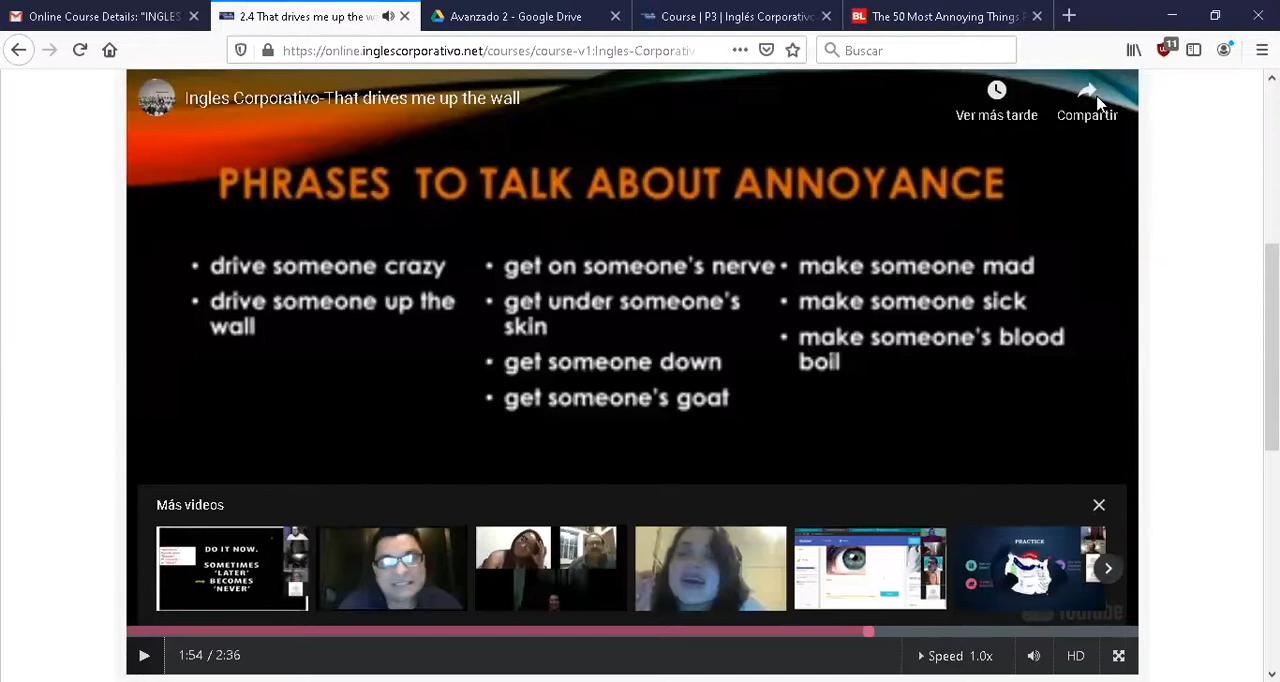 Online Course Details: "INGLES
2.4 That drives me up the w
Avanzado 2 - Google Drive
Course | P3 | Inglés Corporativo
BL The 50 Most Annoying Things
https://online.inglescorporativo.net/courses/course-v1:Ingles-Corporativ
Buscar
11
Ingles Corporativo-That drives me up the wall
Ver más tarde
Compartir
PHRASES TO TALK ABOUT ANNOYANCE
• drive someone crazy
• drive someone up the
wall
• get on someone's nerve
• get under someone's
skin
• get someone down
• get someone's goat
• make someone mad
• make someone sick
• make someone's blood
boil
Más videos
DO IT NOW.
SOMETIMES
'LATER'
BECOMES
'NEVER'
PRACTICE
YouTube
1:54 / 2:36
Speed 1.0x
HD